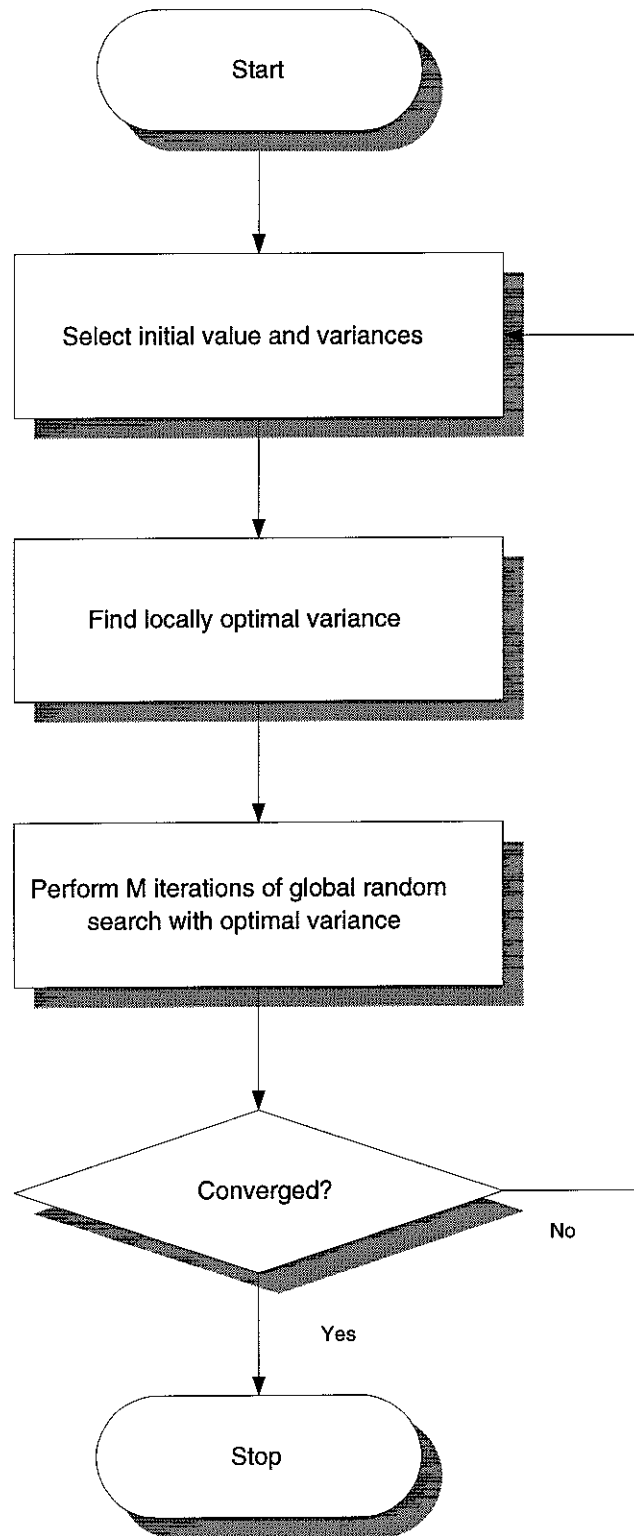 Start
Select initial value and variances
Find locally optimal variance
Perform M iterations of global random
search with optimal variance
Converged?
No
Yes
Stop